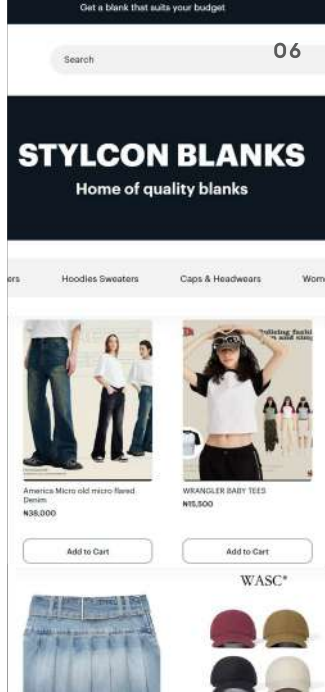 Get a blank that suits your budget
Search
06
STYLCON BLANKS
Home of quality blanks
ers Hoodies Sweaters Caps & Headwears Wom
America Micro old micro flared
Denim
₦38,000
WRANGLER BABY TEES
₦15,500
Add to Cart Add to Cart
WASC*